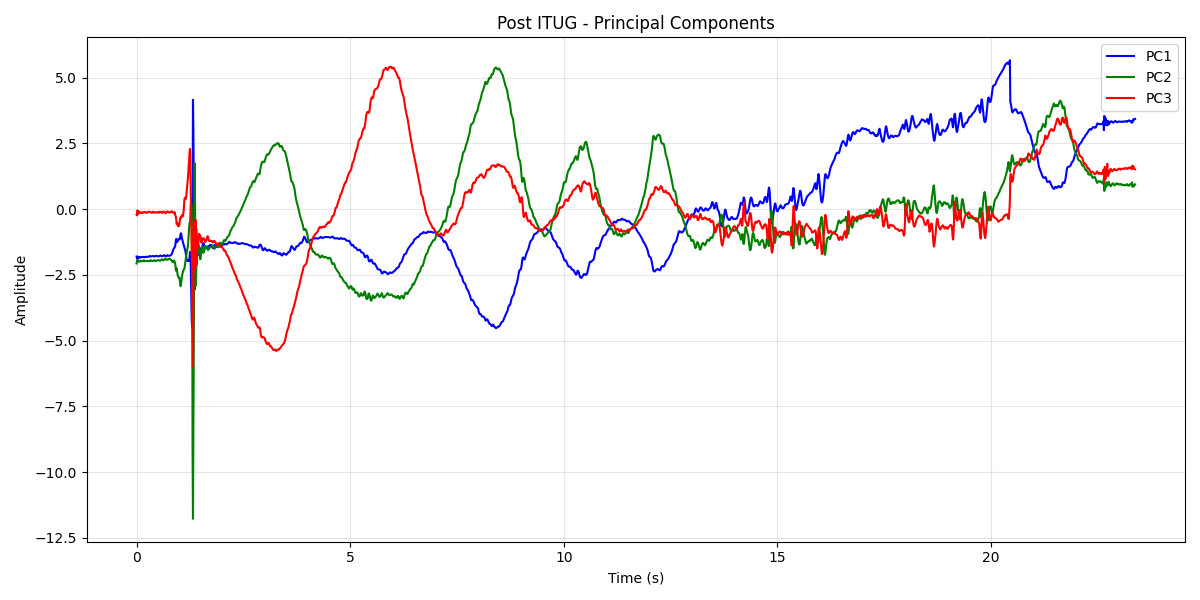 Post ITUG - Principal Components
PC1
PC2
PC3
5.0
2.5
0.0
−2.5
−5.0
−7.5
−10.0
−12.5
Amplitude
0
5
10
15
20
Time (s)